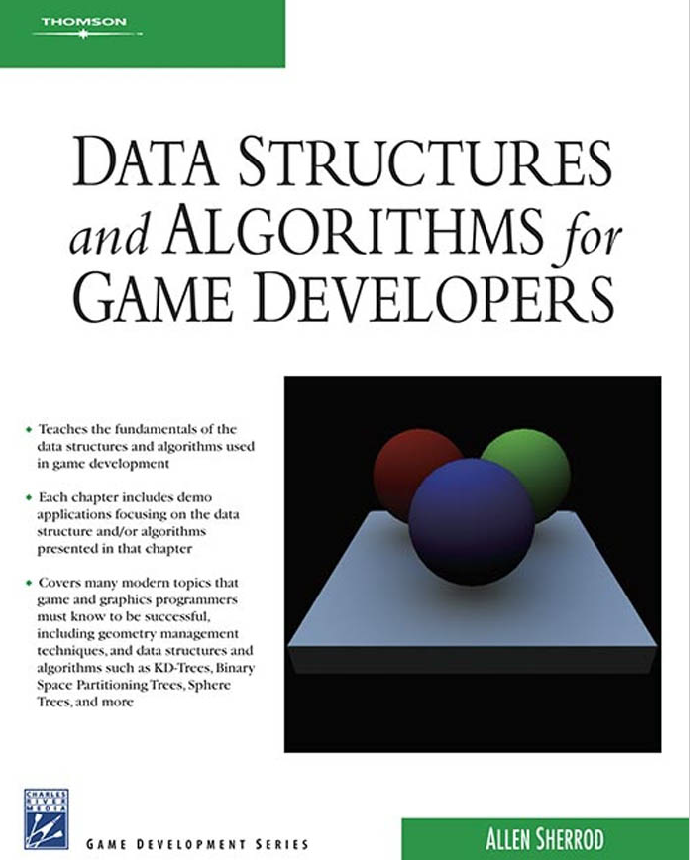 THOMSON
DATA STRUCTURES
and ALGORITHMS for
GAME DEVELOPERS
Teaches the fundamentals of the
data structures and algorithms used
in game development
Each chapter includes demo
applications focusing on the data
structure and/or algorithms
presented in that chapter
Covers many modern topics that
game and graphics programmers
must know to be successful,
including geometry management
techniques, and data structures and
algorithms such as KD-Trees, Binary
Space Partitioning Trees, Sphere
Trees, and more
CHARLES
RIVER
MEDIA
GAME DEVELOPMENT SERIES
ALLEN SHERROD